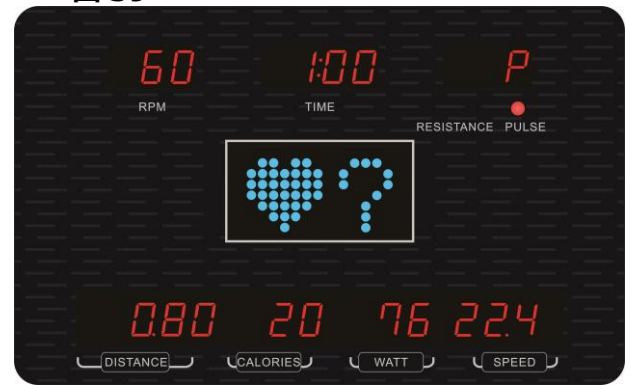 60 1:00 P
RPM TIME
RESISTANCE PULSE
?
0.80 20 76 22.4
DISTANCE CALORIES WATT SPEED